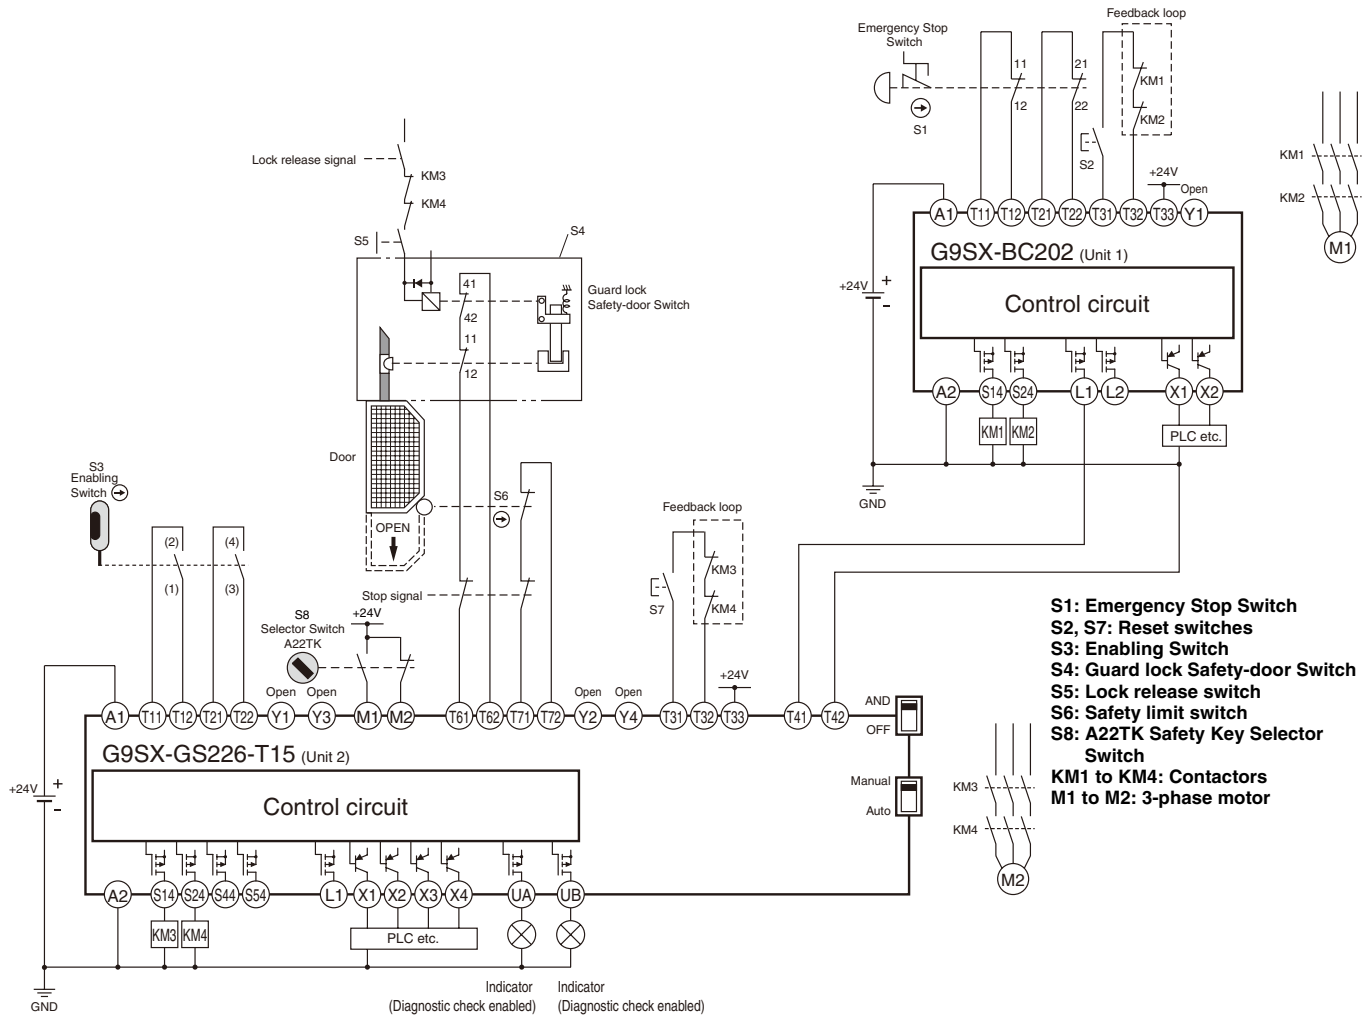 Feedback loop
Emergency Stop
Switch
S1
11
12
21
22
S2
KM1
KM2
+24V
Open
KM1
KM2
M1
A1 T11 T12 T21 T22 T31 T32 T33 Y1
G9SX-BC202 (Unit 1)
Control circuit
+24V
+
-
A2 S14 S24 L1 L2 X1 X2
KM1 KM2
PLC etc.
GND
Lock release signal
KM3
KM4
S5
S4
Guard lock
Safety-door Switch
41
42
11
12
Door
OPEN
S6
Stop signal
S3
Enabling
Switch
(2)
(1)
(4)
(3)
S8
Selector Switch
A22TK
+24V
Feedback loop
KM3
KM4
S7
+24V
Open Open
Open Open
A1 T11 T12 T21 T22 Y1 Y3 M1 M2 T61 T62 T71 T72 Y2 Y4 T31 T32 T33 T41 T42
AND
OFF
Manual
Auto
G9SX-GS226-T15 (Unit 2)
Control circuit
+24V
+
-
A2 S14 S24 S44 S54 L1 X1 X2 X3 X4 UA UB
KM3 KM4
PLC etc.
GND
Indicator
(Diagnostic check enabled)
Indicator
(Diagnostic check enabled)
KM3
KM4
M2
S1: Emergency Stop Switch
S2, S7: Reset switches
S3: Enabling Switch
S4: Guard lock Safety-door Switch
S5: Lock release switch
S6: Safety limit switch
S8: A22TK Safety Key Selector
Switch
KM1 to KM4: Contactors
M1 to M2: 3-phase motor